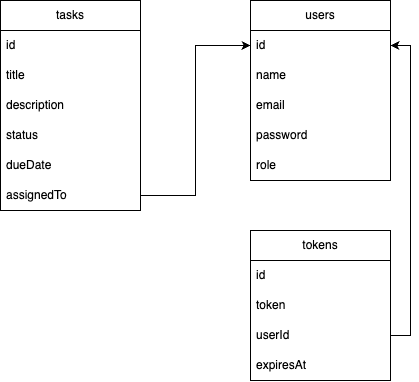 tasks
id
title
description
status
dueDate
assignedTo
users
id
name
email
password
role
tokens
id
token
userId
expiresAt